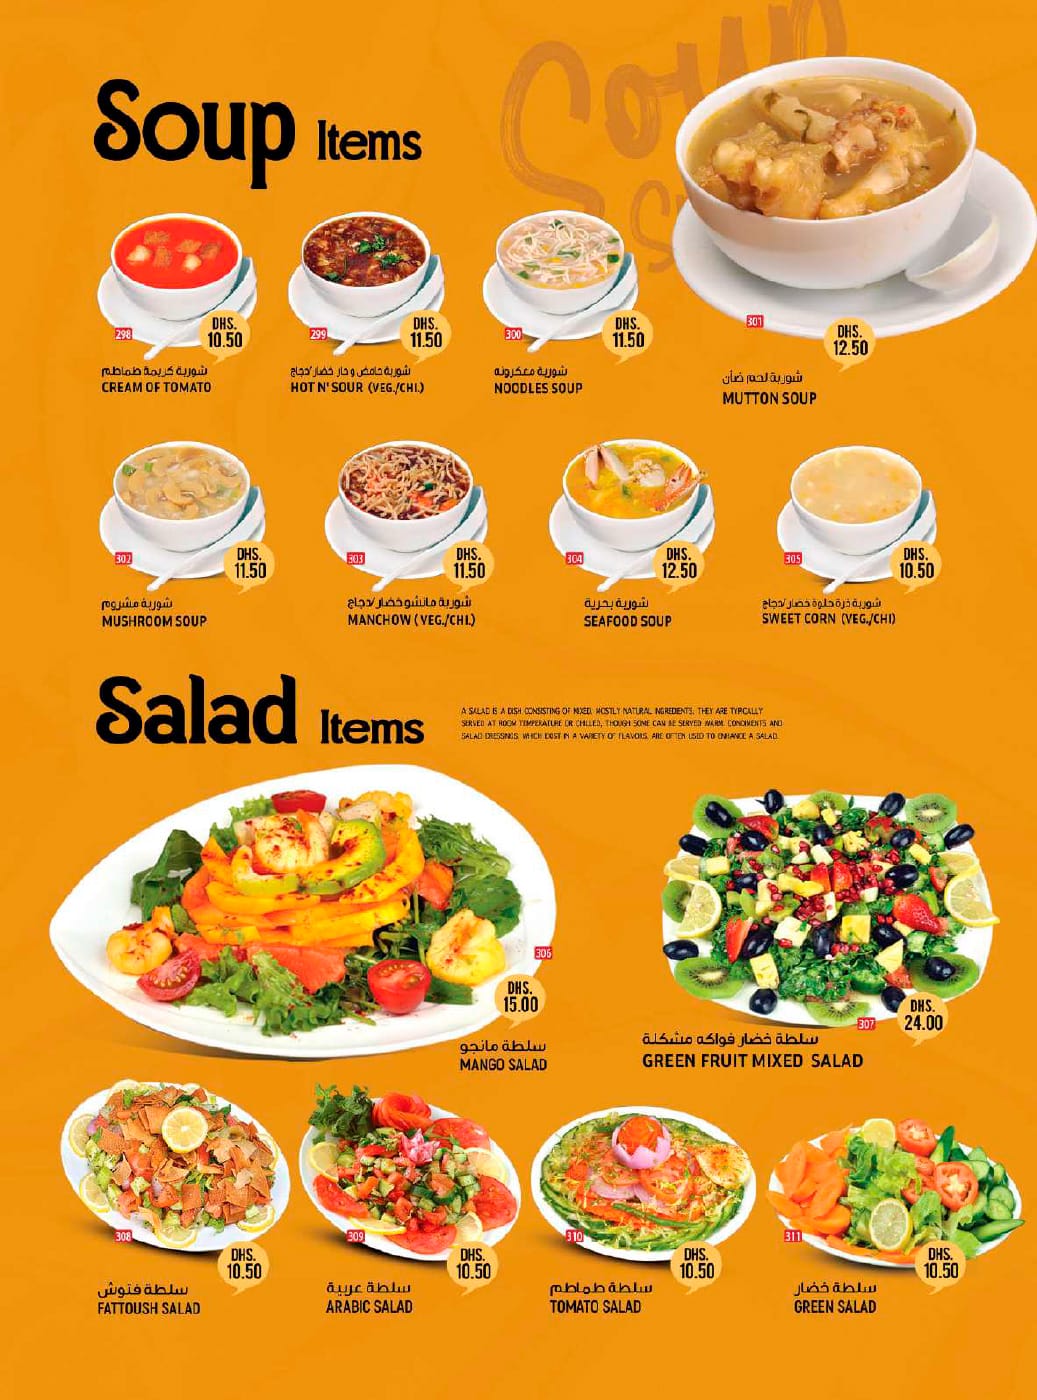 Soup
Soup Items
298
DHS.
10.50
شوربة كريمة طماطم
CREAM OF TOMATO
299
DHS.
11.50
شوربة حامض و حار خضار/دجاج
HOT N' SOUR (VEG./CHI.)
300
DHS.
11.50
شوربة معكرونه
NOODLES SOUP
301
DHS.
12.50
شوربة لحم ضأن
MUTTON SOUP
302
DHS.
11.50
شوربة مشروم
MUSHROOM SOUP
303
DHS.
11.50
شوربة مانشو خضار/دجاج
MANCHOW ( VEG./CHI.)
304
DHS.
12.50
شوربة بحرية
SEAFOOD SOUP
305
DHS.
10.50
شوربة ذرة حلوة خضار/دجاج
SWEET CORN (VEG./CHI)
Salad Items
A SALAD IS A DISH CONSISTING OF MIXED, MOSTLY NATURAL INGREDIENTS. THEY ARE TYPICALLY
SERVED AT ROOM TEMPERATURE OR CHILLED, THOUGH SOME CAN BE SERVED WARM. CONDIMENTS AND
SALAD DRESSINGS, WHICH EXIST IN A VARIETY OF FLAVORS, ARE OFTEN USED TO ENHANCE A SALAD.
306
DHS.
15.00
سلطة مانجو
MANGO SALAD
307
DHS.
24.00
سلطة خضار فواكه مشكلة
GREEN FRUIT MIXED SALAD
308
DHS.
10.50
سلطة فتوش
FATTOUSH SALAD
309
DHS.
10.50
سلطة عربية
ARABIC SALAD
310
DHS.
10.50
سلطة طماطم
TOMATO SALAD
311
DHS.
10.50
سلطة خضار
GREEN SALAD